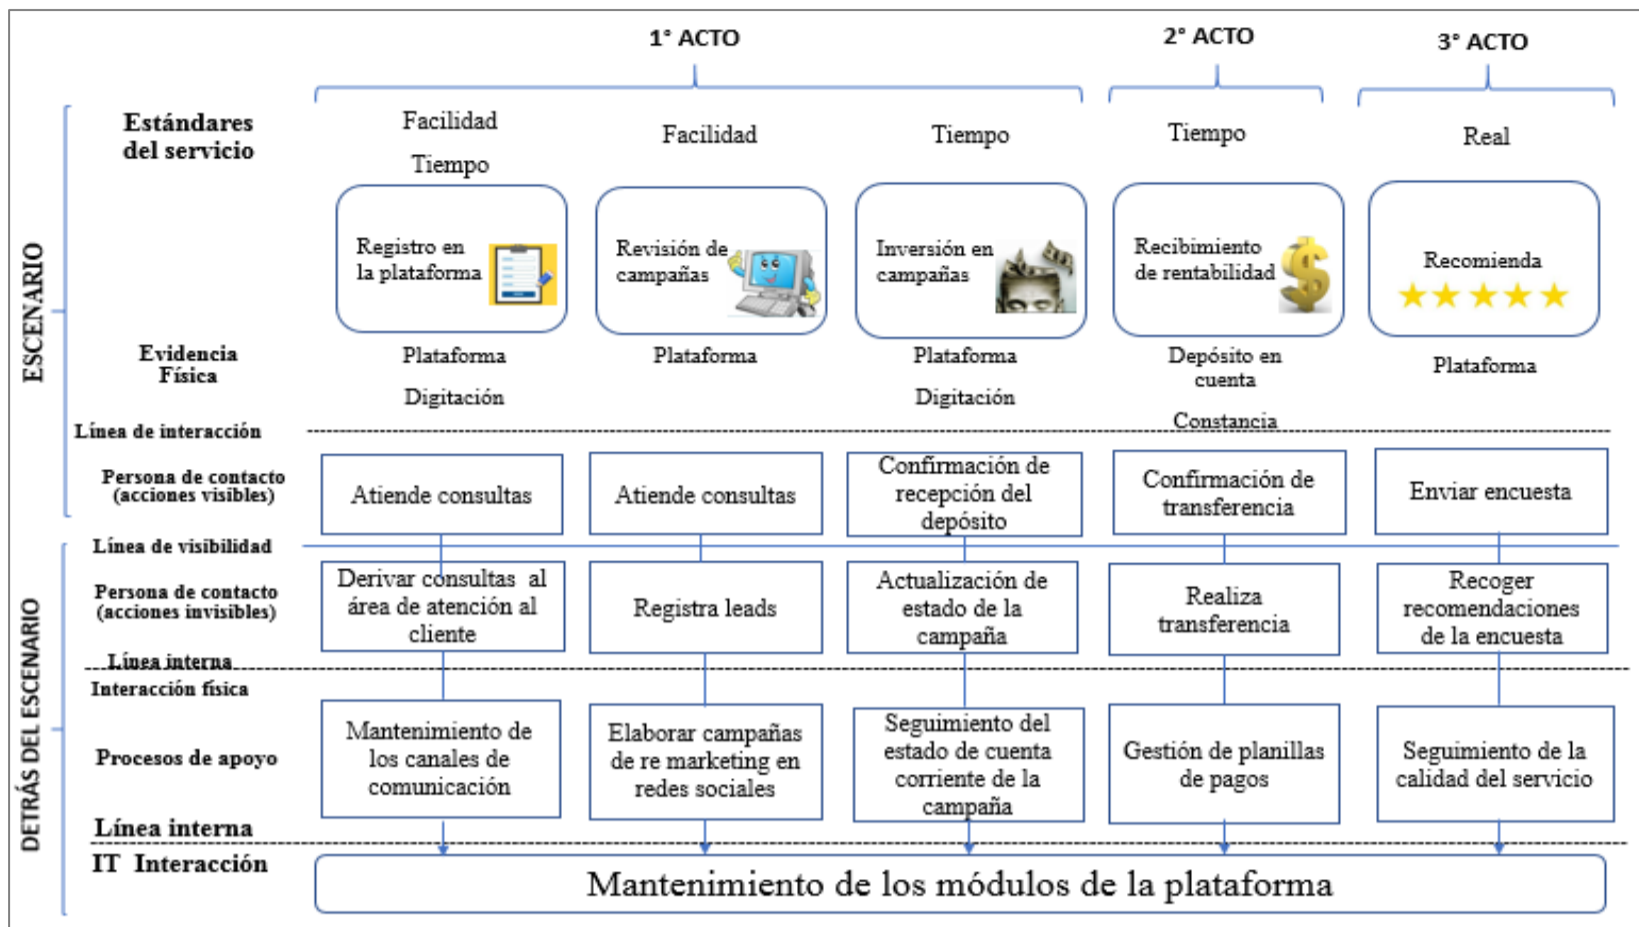 1° ACTO
2° ACTO
3° ACTO
Estándares
del servicio
Facilidad
Tiempo
Facilidad
Tiempo
Tiempo
Real
ESCENARIO
Registro en
la plataforma
Revisión de
campañas
Inversión en
campañas
Recibimiento
de rentabilidad
Recomienda
Evidencia
Física
Plataforma
Digitación
Plataforma
Plataforma
Digitación
Depósito en
cuenta
Constancia
Plataforma
Línea de interacción
Persona de contacto
(acciones visibles)
Atiende consultas
Atiende consultas
Confirmación de
recepción del
depósito
Confirmación de
transferencia
Enviar encuesta
Línea de visibilidad
DETRÁS DEL ESCENARIO
Persona de contacto
(acciones invisibles)
Derivar consultas al
área de atención al
cliente
Registra leads
Actualización de
estado de la
campaña
Realiza
transferencia
Recoger
recomendaciones
de la encuesta
Línea interna
Interacción física
Procesos de apoyo
Mantenimiento de
los canales de
comunicación
Elaborar campañas
de re marketing en
redes sociales
Seguimiento del
estado de cuenta
corriente de la
campaña
Gestión de planillas
de pagos
Seguimiento de la
calidad del servicio
Línea interna
IT Interacción
Mantenimiento de los módulos de la plataforma